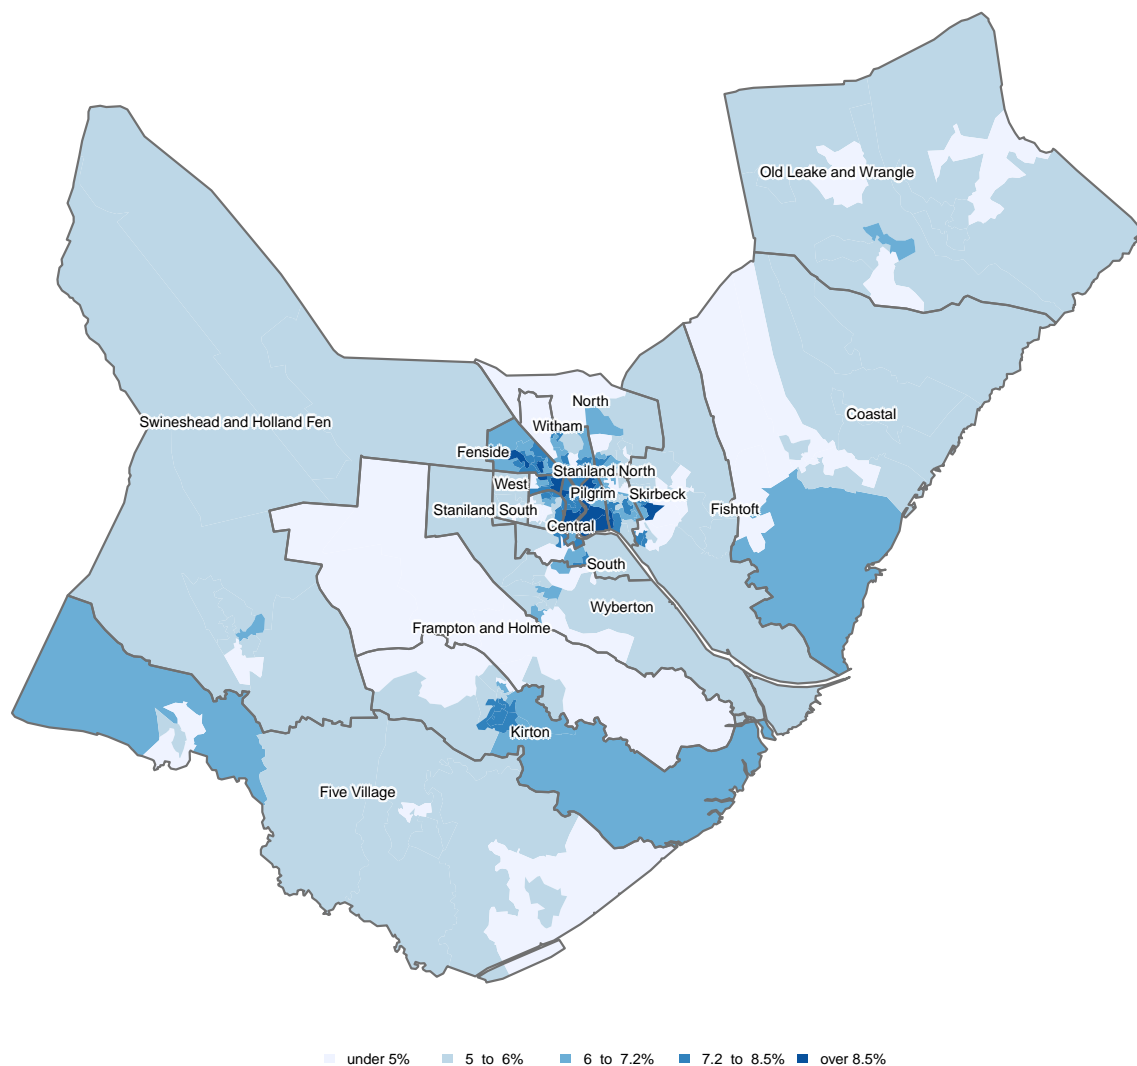 Old Leake and Wrangle
North
Coastal
Swineshead and Holland Fen
Witham
Fenside
Staniland North
West
Pilgrim
Skirbeck
Staniland South
Fishtoft
Central
South
Wyberton
Frampton and Holme
Kirton
Five Village
under 5% 5 to 6% 6 to 7.2% 7.2 to 8.5% over 8.5%